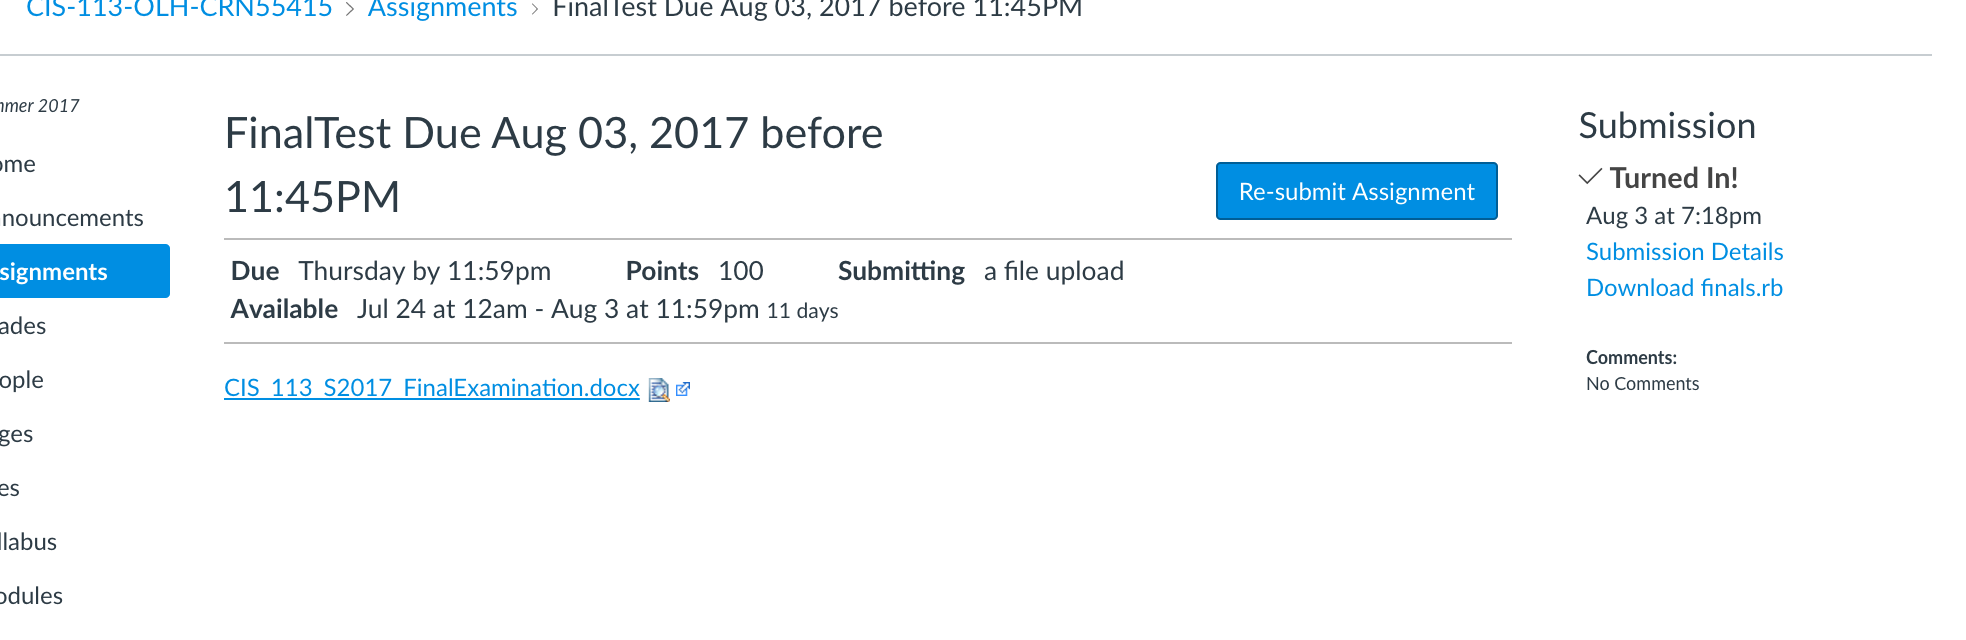 CIS-113-OLH-CRN55415 > Assignments > FinalTest Due Aug 03, 2017 before 11:45PM
mmer 2017
ome
nouncements
signments
ades
ople
ges
es
llabus
odules
FinalTest Due Aug 03, 2017 before
11:45PM
Re-submit Assignment
Due Thursday by 11:59pm Points 100 Submitting a file upload
Available Jul 24 at 12am - Aug 3 at 11:59pm 11 days
CIS_113_S2017_FinalExamination.docx
Submission
Turned In!
Aug 3 at 7:18pm
Submission Details
Download finals.rb
Comments:
No Comments